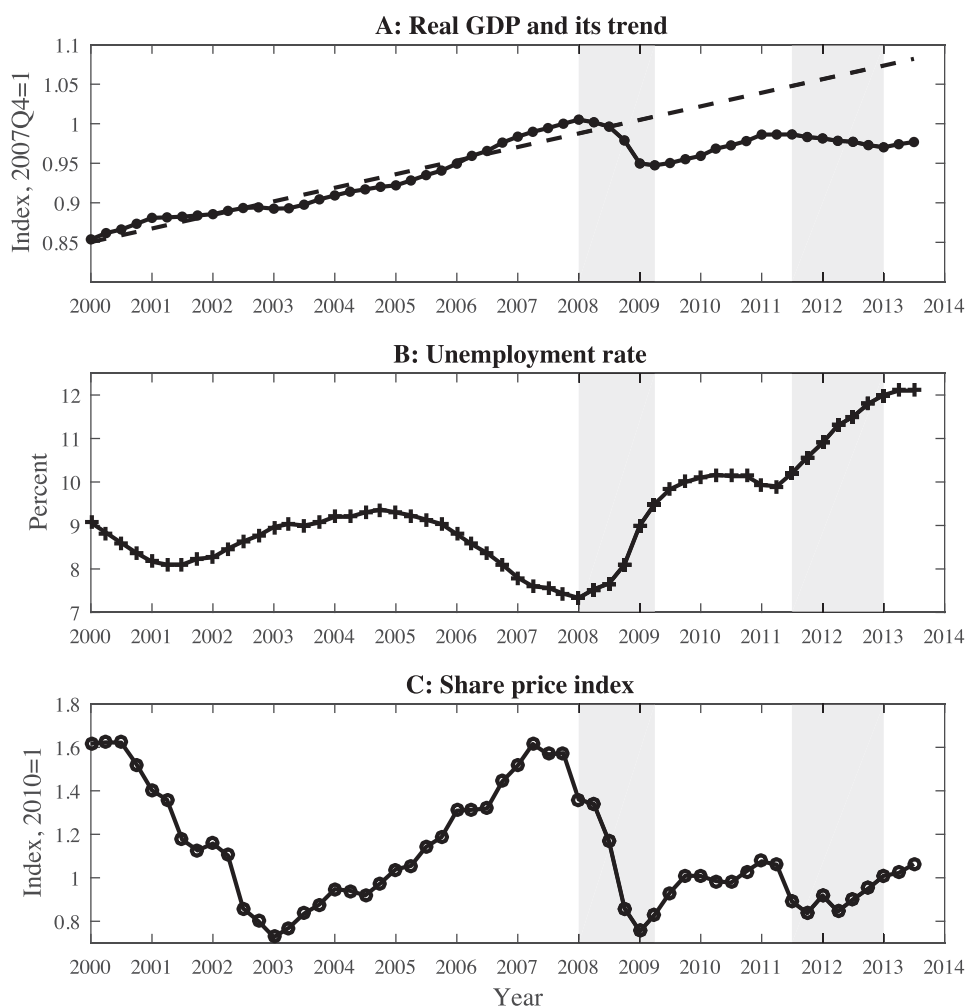 A: Real GDP and its trend
Index, 2007Q4=1
1.1
1.05
1
0.95
0.9
0.85
2000 2001 2002 2003 2004 2005 2006 2007 2008 2009 2010 2011 2012 2013 2014
B: Unemployment rate
Percent
12
11
10
9
8
7
2000 2001 2002 2003 2004 2005 2006 2007 2008 2009 2010 2011 2012 2013 2014
C: Share price index
Index, 2010=1
1.8
1.6
1.4
1.2
1
0.8
2000 2001 2002 2003 2004 2005 2006 2007 2008 2009 2010 2011 2012 2013 2014
Year